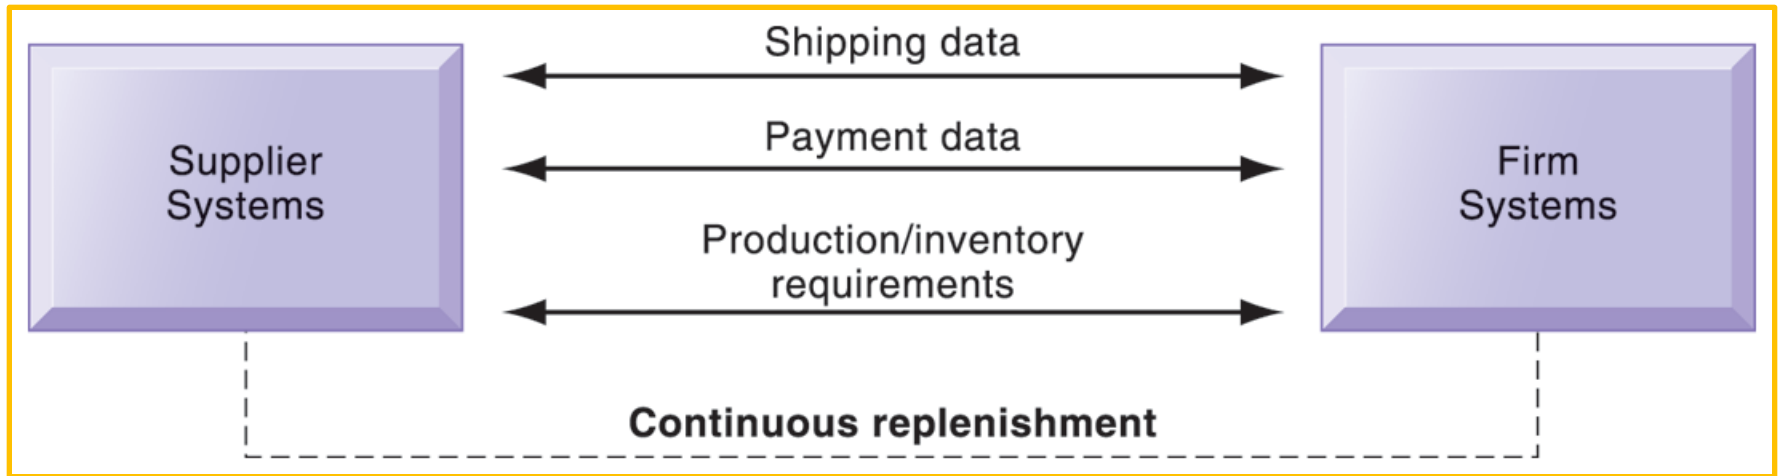 Shipping data
Payment data
Supplier
Systems
Firm
Systems
Production/inventory
requirements
Continuous replenishment